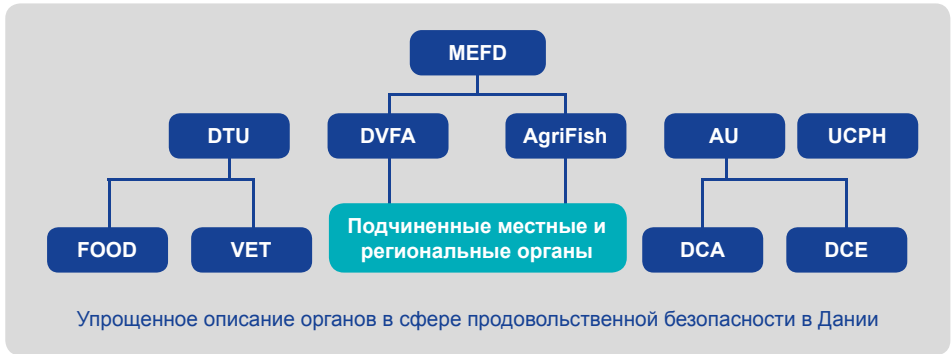 MEFD
DTU
DVFA
AgriFish
AU
UCPH
FOOD
VET
Подчиненные местные и
региональные органы
DCA
DCE
Упрощенное описание органов в сфере продовольственной безопасности в Дании